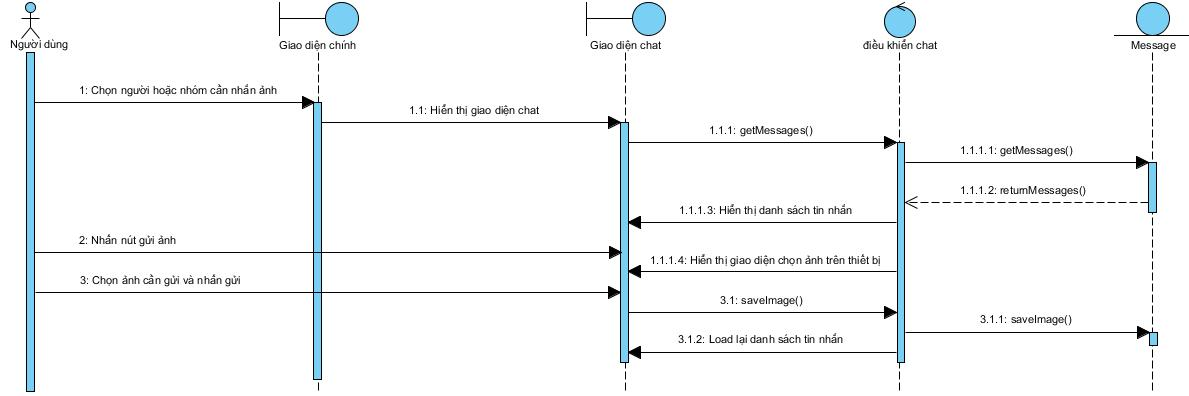 Người dùng
Giao diện chính
Giao diện chat
điều khiển chat
Message
1: Chọn người hoặc nhóm cần nhắn ảnh
1.1: Hiển thị giao diện chat
1.1.1: getMessages()
1.1.1.1: getMessages()
1.1.1.2: returnMessages()
1.1.1.3: Hiển thị danh sách tin nhắn
2: Nhấn nút gửi ảnh
1.1.1.4: Hiển thị giao diện chọn ảnh trên thiết bị
3: Chọn ảnh cần gửi và nhấn gửi
3.1: saveImage()
3.1.1: saveImage()
3.1.2: Load lại danh sách tin nhắn